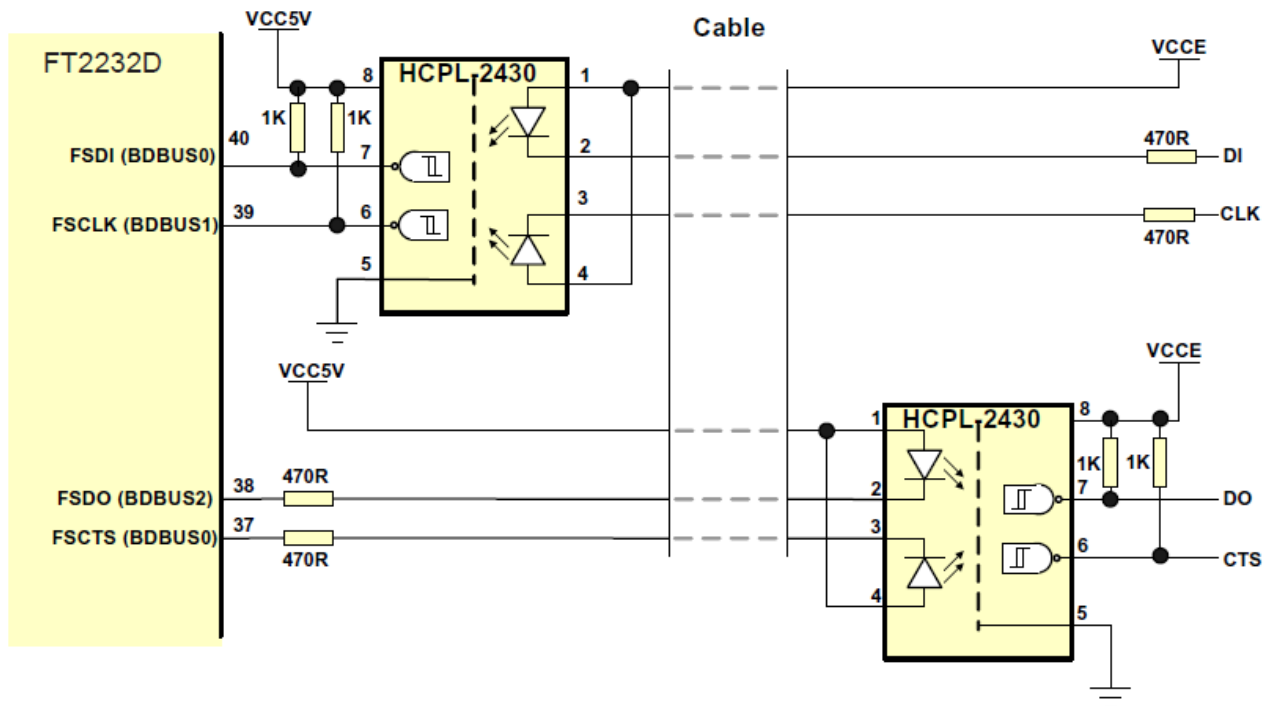 VCC5V
Cable
VCCE
FT2232D
HCPL-2430
8
1
1K
1K
40
7
2
470R
FSDI (BDBUS0)
DI
39
6
3
FSCLK (BDBUS1)
CLK
470R
5
4
VCC5V
VCCE
1
HCPL-2430
8
1K
1K
38
470R
2
7
FSDO (BDBUS2)
DO
37
3
6
FSCTS (BDBUS0)
CTS
470R
4
5